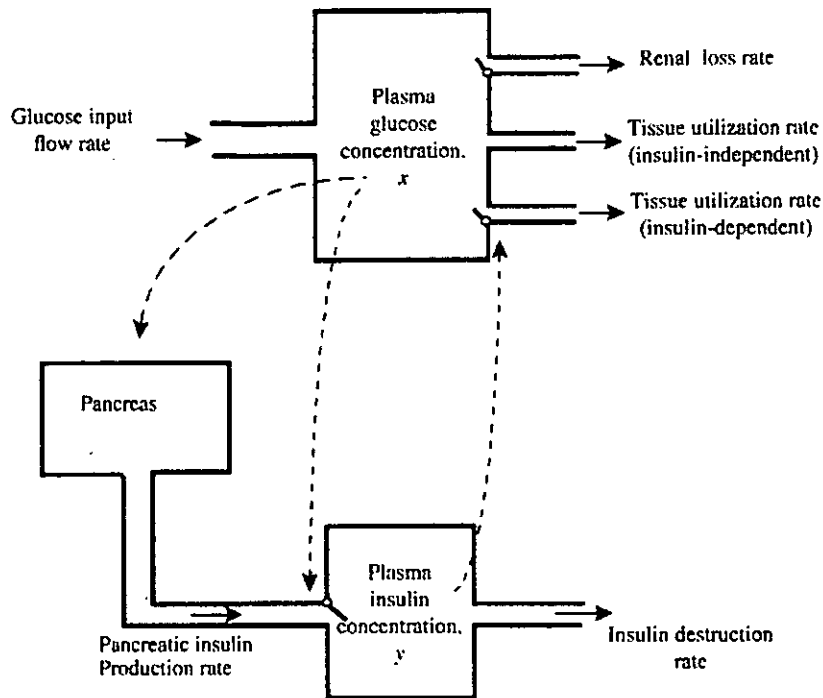 Renal loss rate
Plasma
glucose
concentration.
x
Glucose input
flow rate
Tissue utilization rate
(insulin-independent)
Tissue utilization rate
(insulin-dependent)
Pancreas
Plasma
insulin
concentration.
y
Pancreatic insulin
Production rate
Insulin destruction
rate